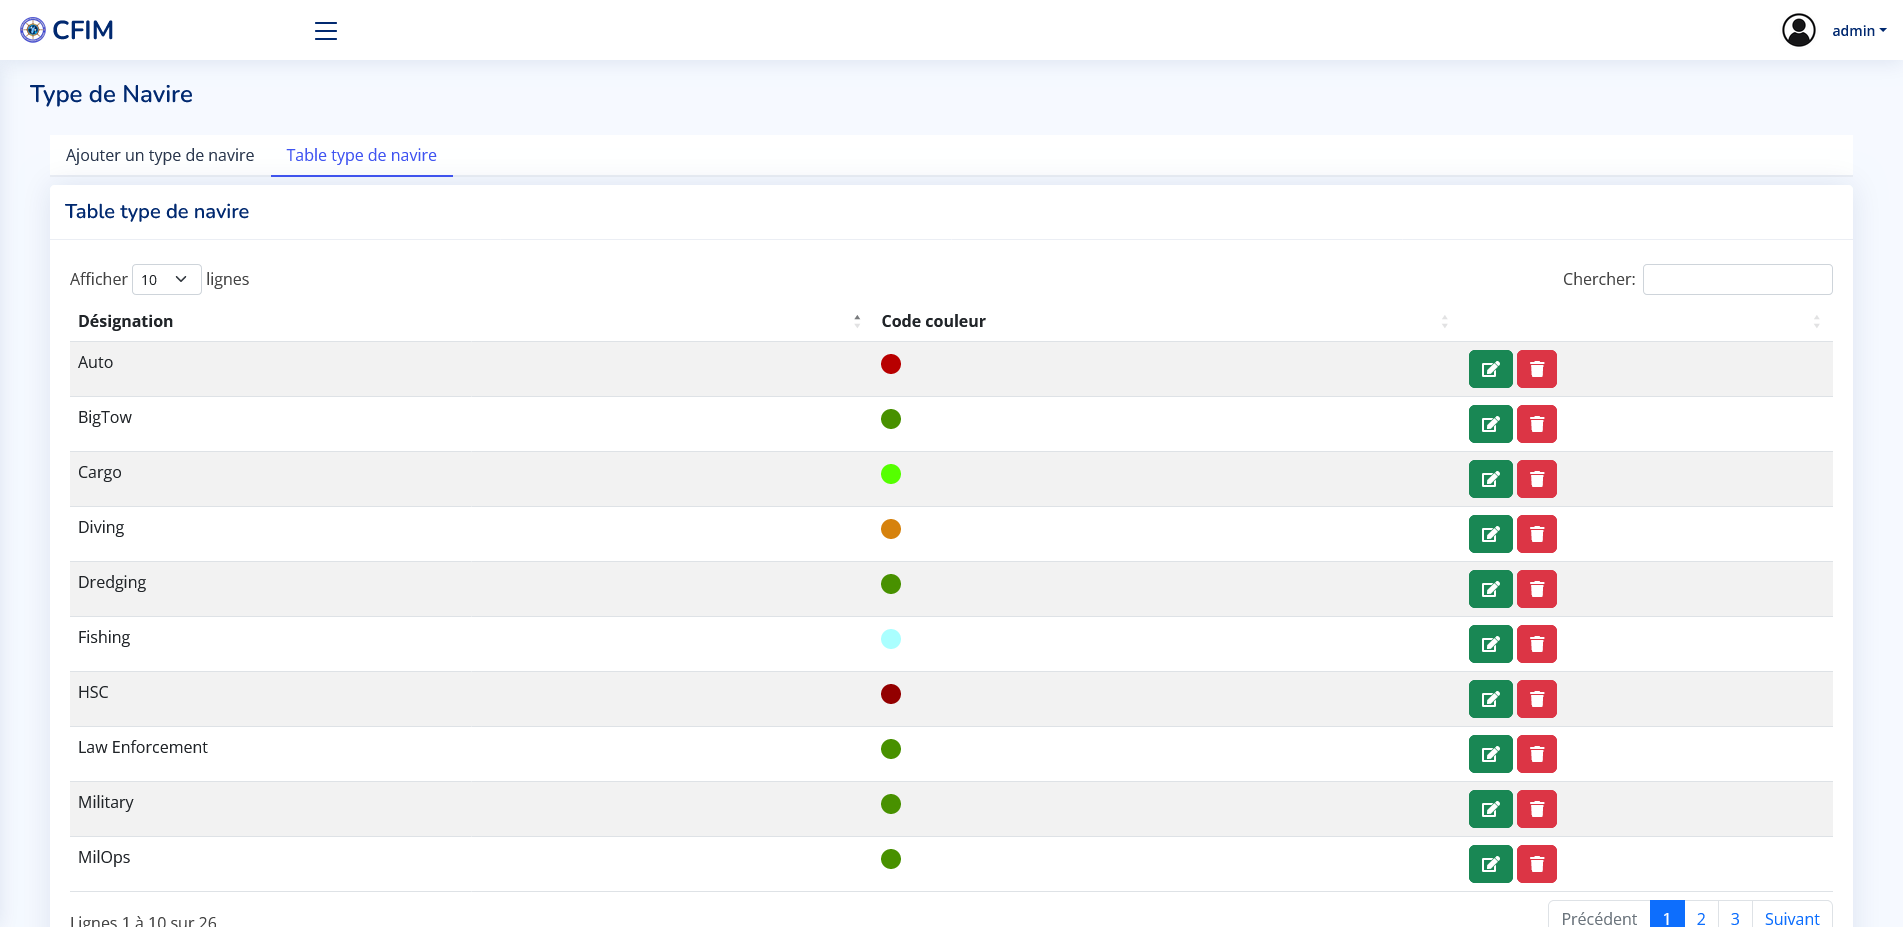 CFIM
admin
Type de Navire
Ajouter un type de navire Table type de navire
Table type de navire
Afficher 10 lignes Chercher:
Désignation Code couleur
Auto
BigTow
Cargo
Diving
Dredging
Fishing
HSC
Law Enforcement
Military
MilOps
Lignes 1 à 10 sur 26 Précédent 1 2 3 Suivant